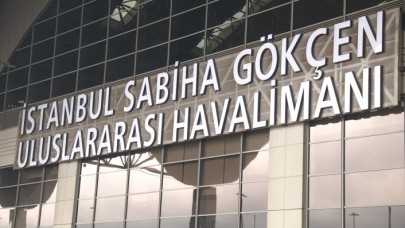 İSTANBUL SABİHA GÖKÇEN
ULUSLARARASI HAVALİMANI